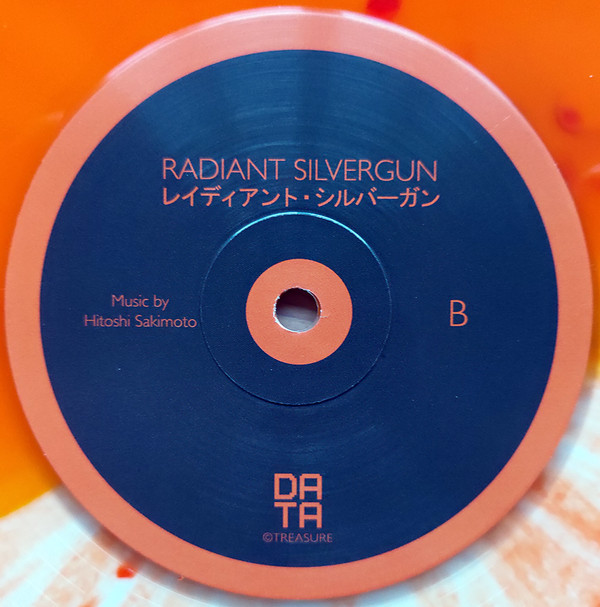 RADIANT SILVERGUN
レイディアント・シルバーガン
Music by
Hitoshi Sakimoto
B
DA
TA
©TREASURE